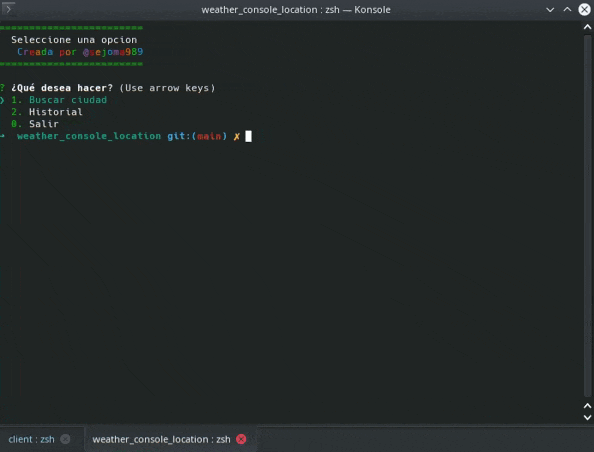 weather_console_location : zsh — Konsole
========================
Seleccione una opcion
Creada por @sejoma989
========================
? ¿Qué desea hacer? (Use arrow keys)
❯ 1. Buscar ciudad
2. Historial
0. Salir
➜ weather_console_location git:(main) ✗
client : zsh
weather_console_location : zsh